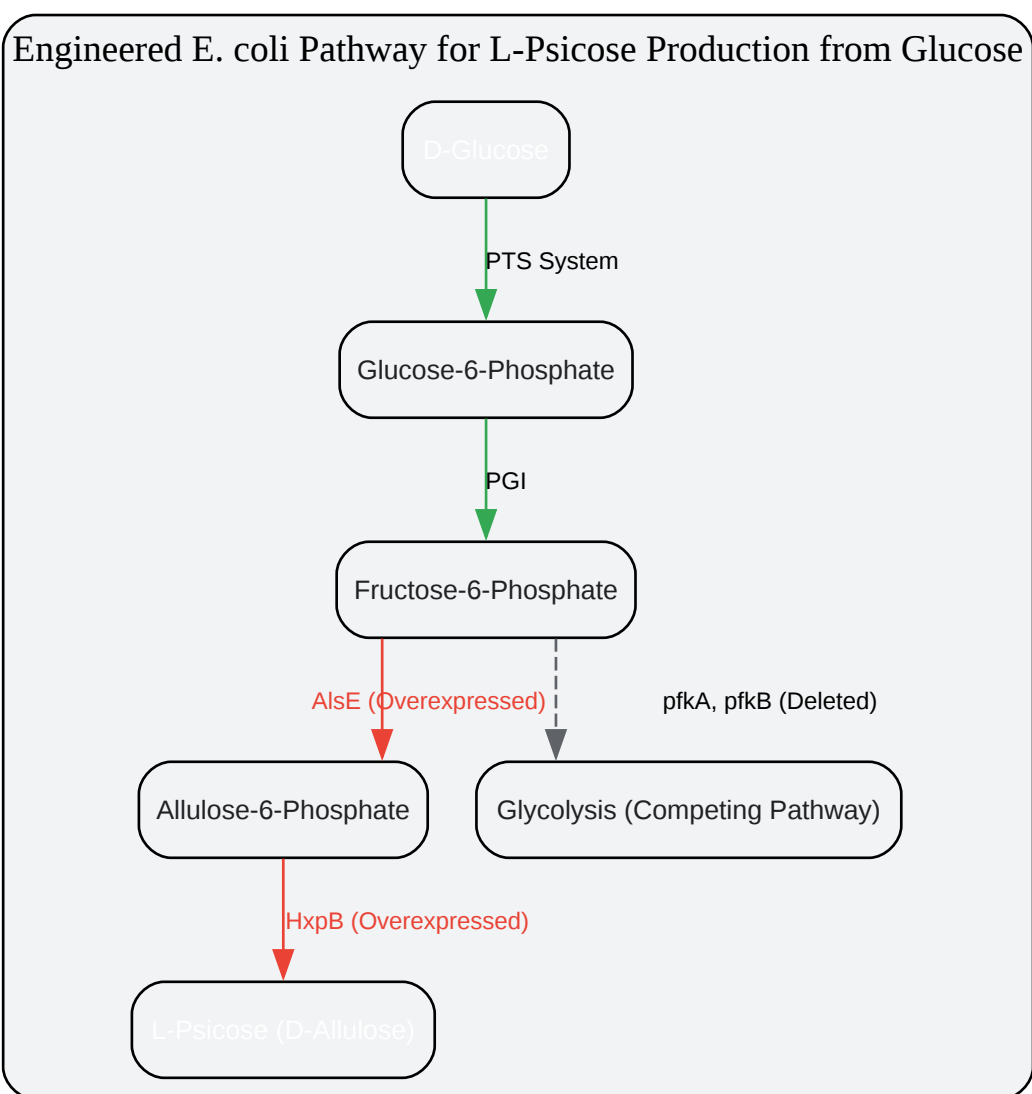 Engineered E. coli Pathway for L-Psicose Production from Glucose
D-Glucose
PTS System
Glucose-6-Phosphate
PGI
Fructose-6-Phosphate
AlsE (Overexpressed)
pfkA, pfkB (Deleted)
Allulose-6-Phosphate
Glycolysis (Competing Pathway)
HxpB (Overexpressed)
L-Psicose (D-Allulose)